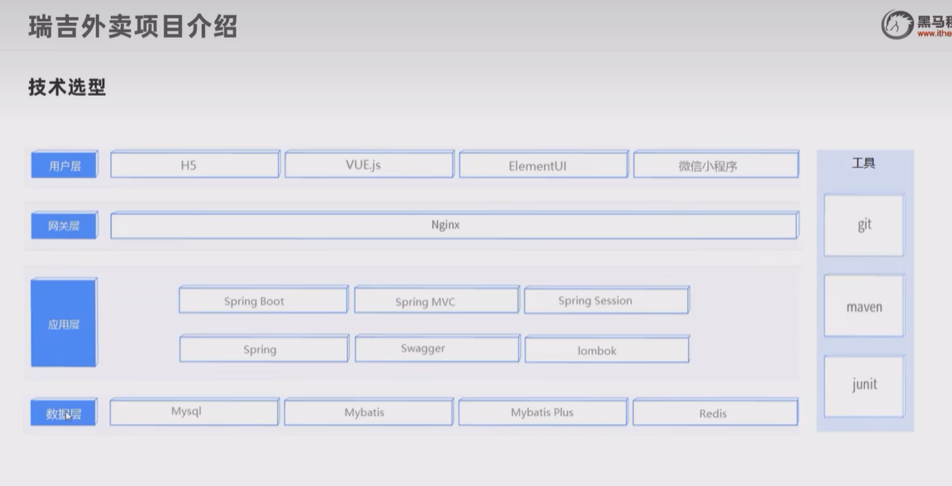 瑞吉外卖项目介绍
黑马程
www.ithe
技术选型
用户层 H5 VUE.js ElementUI 微信小程序
工具
网关层 Nginx
git
应用层
Spring Boot Spring MVC Spring Session
maven
Spring Swagger lombok
junit
数据层 Mysql Mybatis Mybatis Plus Redis